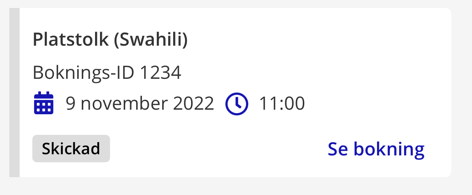 Platstolk (Swahili)
Boknings-ID 1234
9 november 2022 11:00
Skickad Se bokning